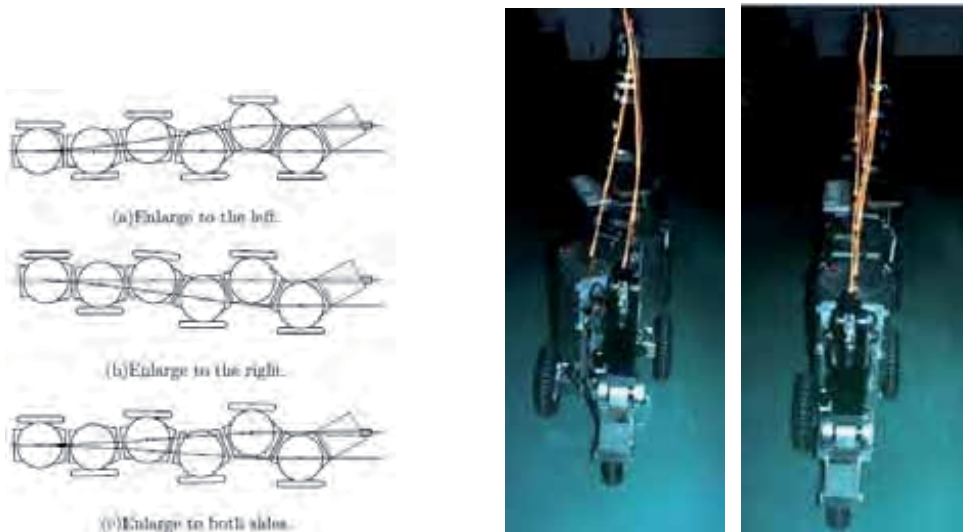 (a)Enlarge to the left.
(b)Enlarge to the right.
(c)Enlarge to both sides.